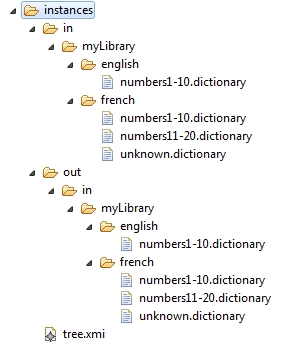 instances
in
myLibrary
english
numbers1-10.dictionary
french
numbers1-10.dictionary
numbers11-20.dictionary
unknown.dictionary
out
in
myLibrary
english
numbers1-10.dictionary
french
numbers1-10.dictionary
numbers11-20.dictionary
unknown.dictionary
tree.xmi